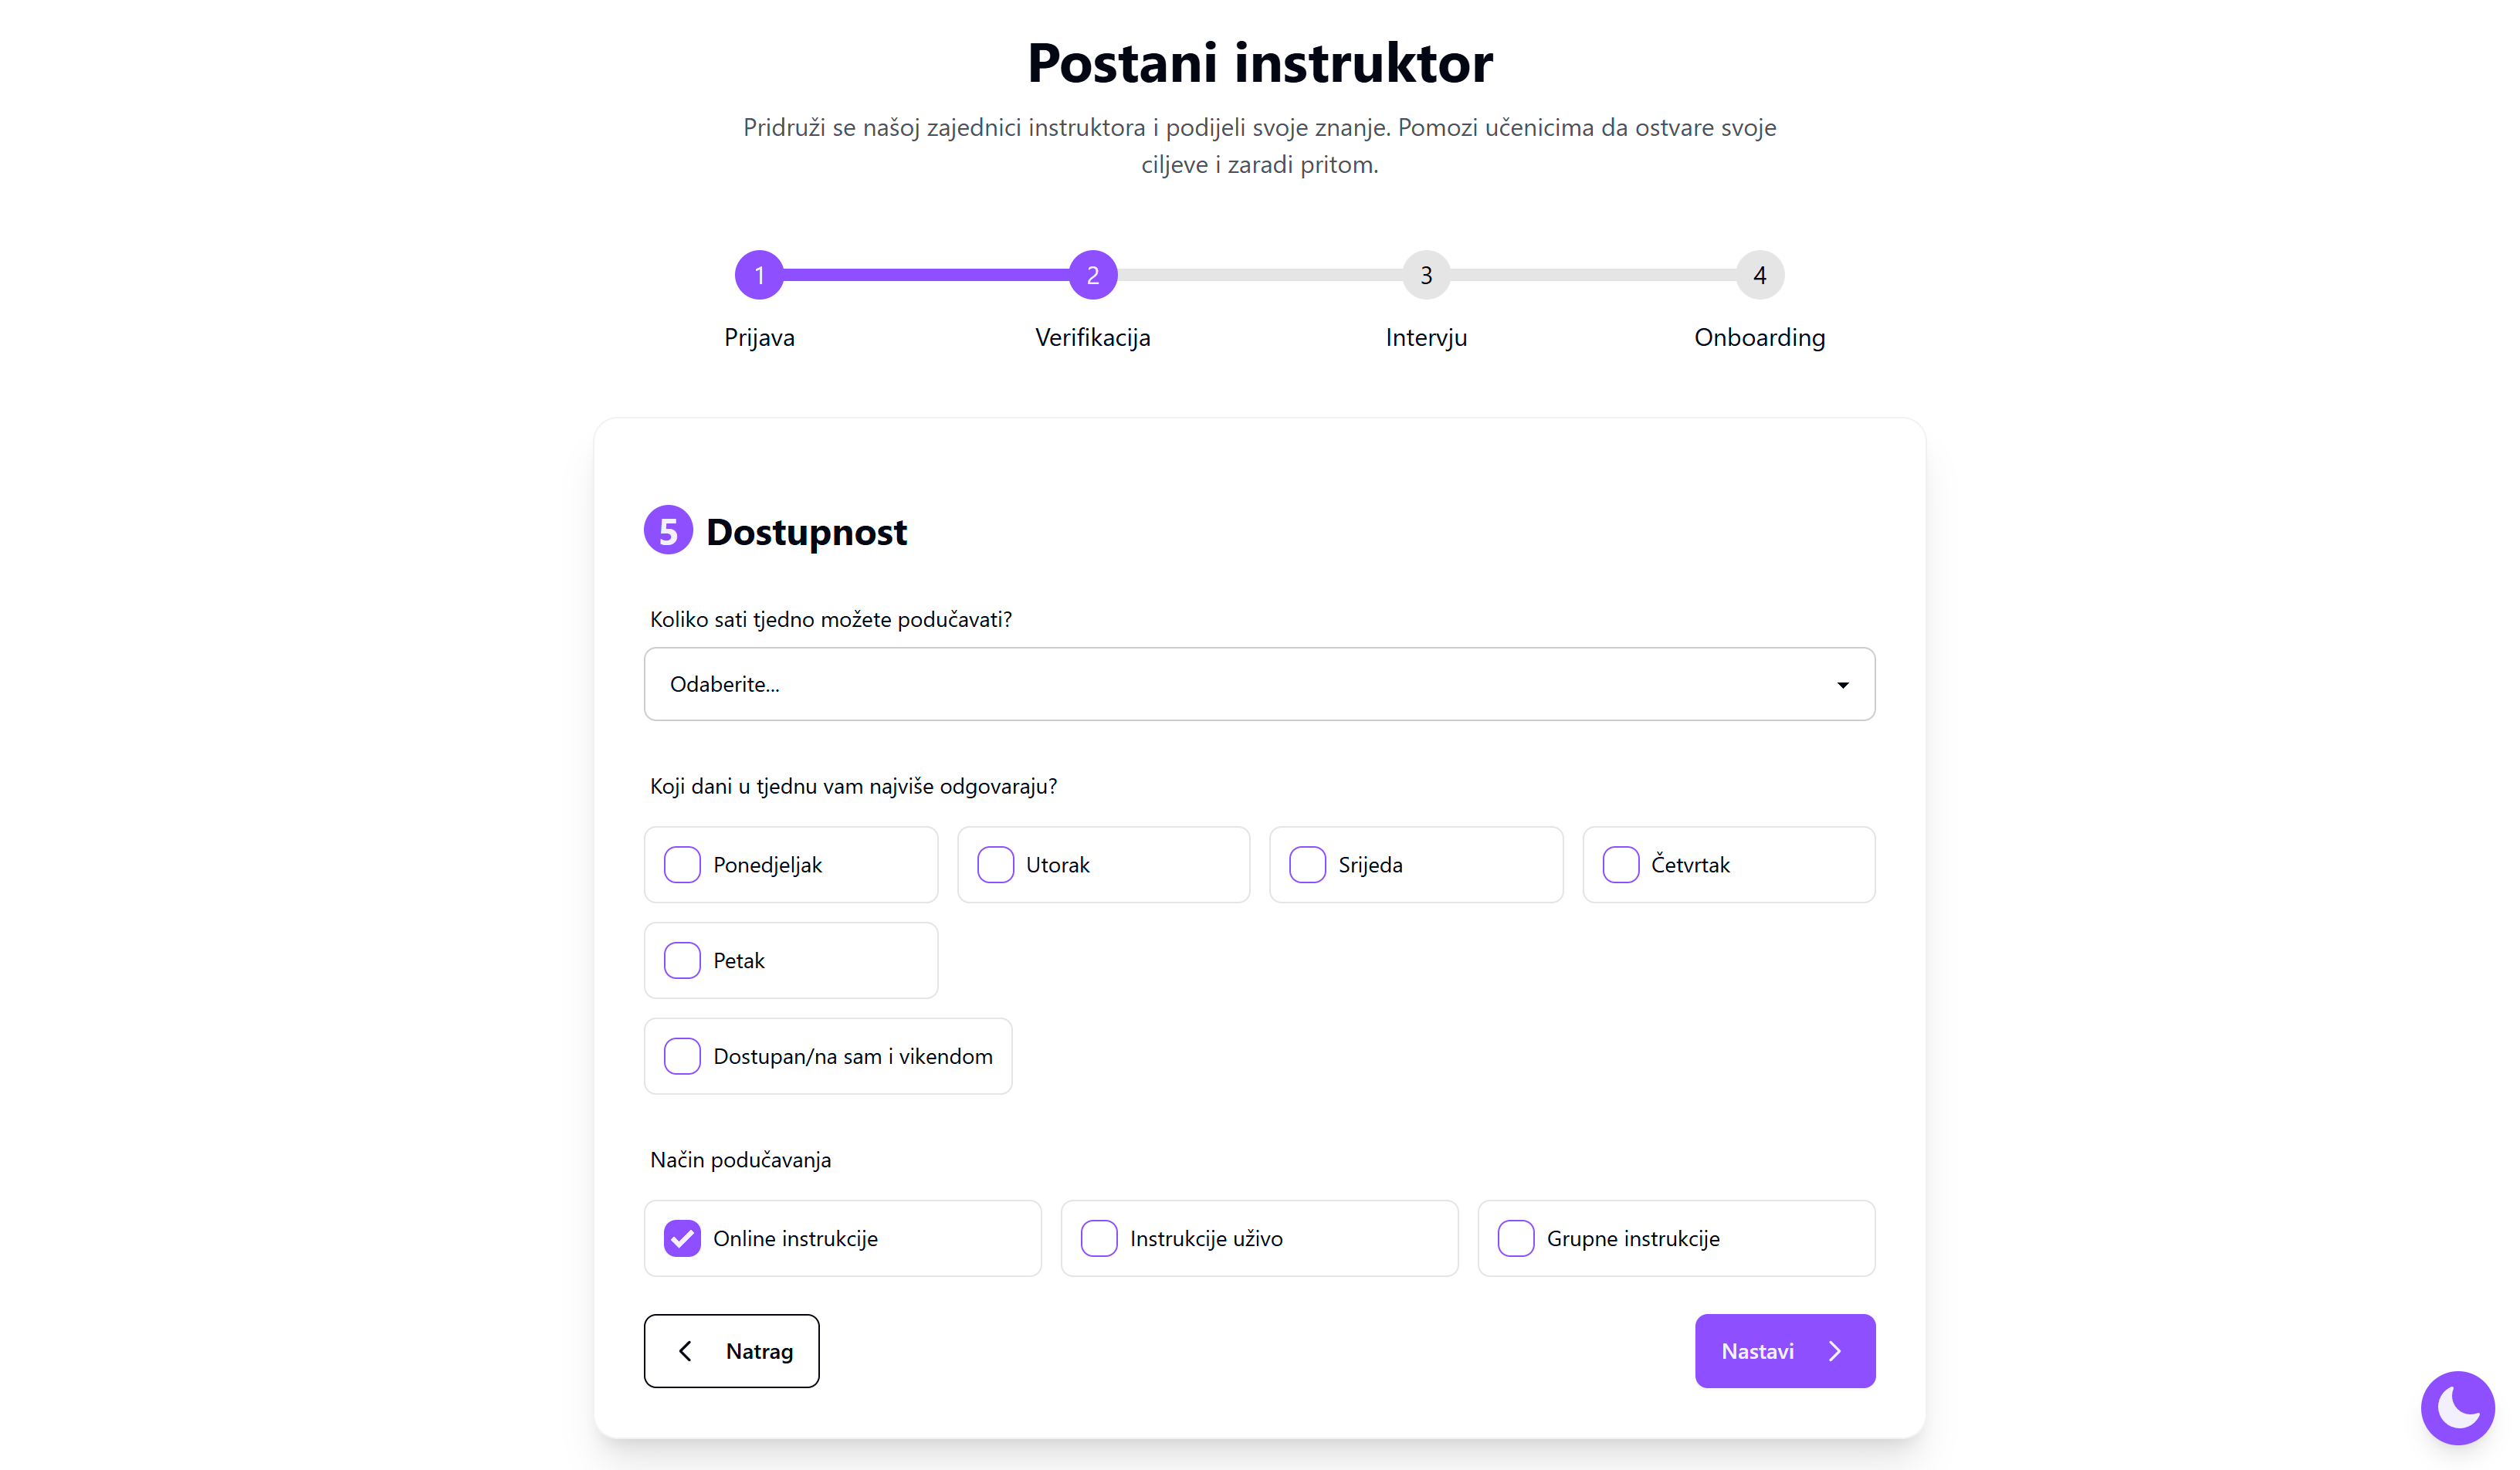 Postani instruktor
Pridruži se našoj zajednici instruktora i podijeli svoje znanje. Pomozi učenicima da ostvare svoje
ciljeve i zaradi pritom.
1 2 3 4
Prijava Verifikacija Intervju Onboarding
5 Dostupnost
Koliko sati tjedno možete podučavati?
Odaberite...
Koji dani u tjednu vam najviše odgovaraju?
Ponedjeljak Utorak Srijeda Četvrtak
Petak
Dostupan/na sam i vikendom
Način podučavanja
Online instrukcije Instrukcije uživo Grupne instrukcije
Natrag Nastavi